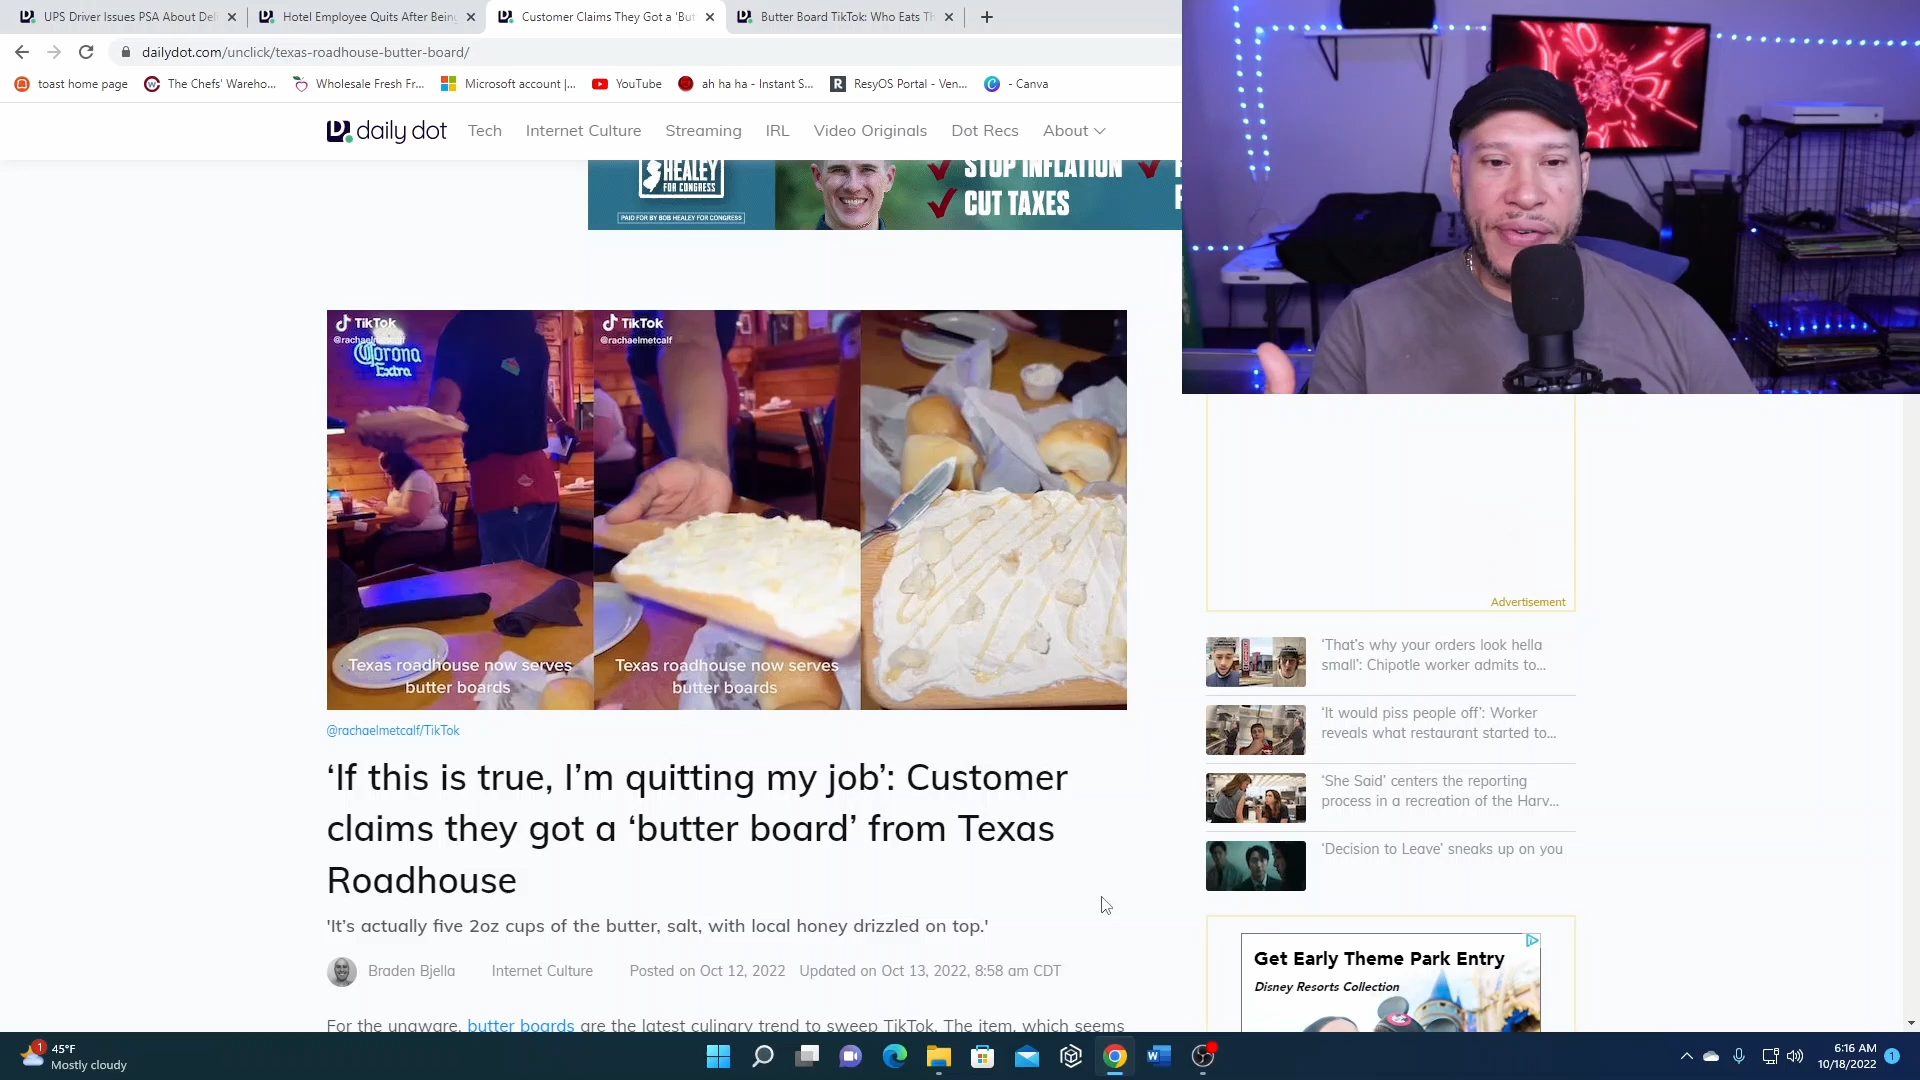 UPS Driver Issues PSA About Del
Hotel Employee Quits After Being
Customer Claims They Got a 'But
Butter Board TikTok: Who Eats Th
dailydot.com/unclick/texas-roadhouse-butter-board/
toast home page
The Chefs' Wareho...
Wholesale Fresh Fr...
Microsoft account |...
YouTube
ah ha ha - Instant S...
ResyOS Portal - Ven...
- Canva
daily dot
Tech
Internet Culture
Streaming
IRL
Video Originals
Dot Recs
About
HEALEY
FOR CONGRESS
PAID FOR BY BOB HEALEY FOR CONGRESS
STOP INFLATION
CUT TAXES
TikTok
@rachaelmetcalf
Corona
Extra
TikTok
@rachaelmetcalf
Texas roadhouse now serves
butter boards
Texas roadhouse now serves
butter boards
@rachaelmetcalf/TikTok
‘If this is true, I’m quitting my job’: Customer
claims they got a ‘butter board’ from Texas
Roadhouse
'It’s actually five 2oz cups of the butter, salt, with local honey drizzled on top.'
Braden Bjella
Internet Culture
Posted on Oct 12, 2022
Updated on Oct 13, 2022, 8:58 am CDT
For the unaware, butter boards are the latest culinary trend to sweep TikTok. The item, which seems
Advertisement
‘That’s why your orders look hella
small’: Chipotle worker admits to...
‘It would piss people off’: Worker
reveals what restaurant started to...
‘She Said’ centers the reporting
process in a recreation of the Harv...
‘Decision to Leave’ sneaks up on you
Get Early Theme Park Entry
Disney Resorts Collection
1
45°F
Mostly cloudy
6:16 AM
10/18/2022
1